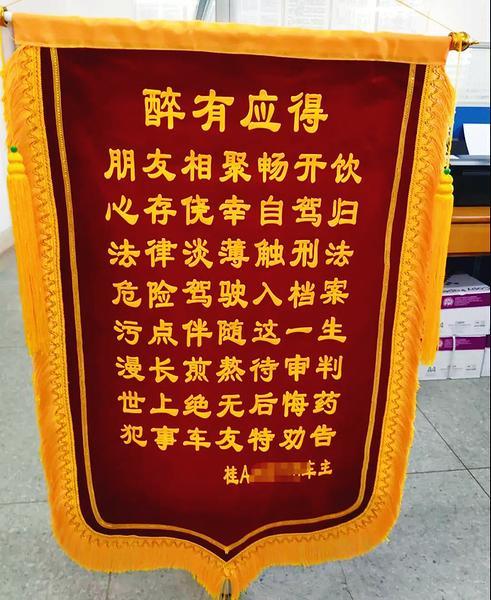 醉有应得
朋友相聚畅开饮
心存侥幸自驾归
法律淡薄触刑法
危险驾驶入档案
污点伴随这一生
漫长煎熬待审判
世上绝无后悔药
犯事车友特劝告
桂A 车主
A4